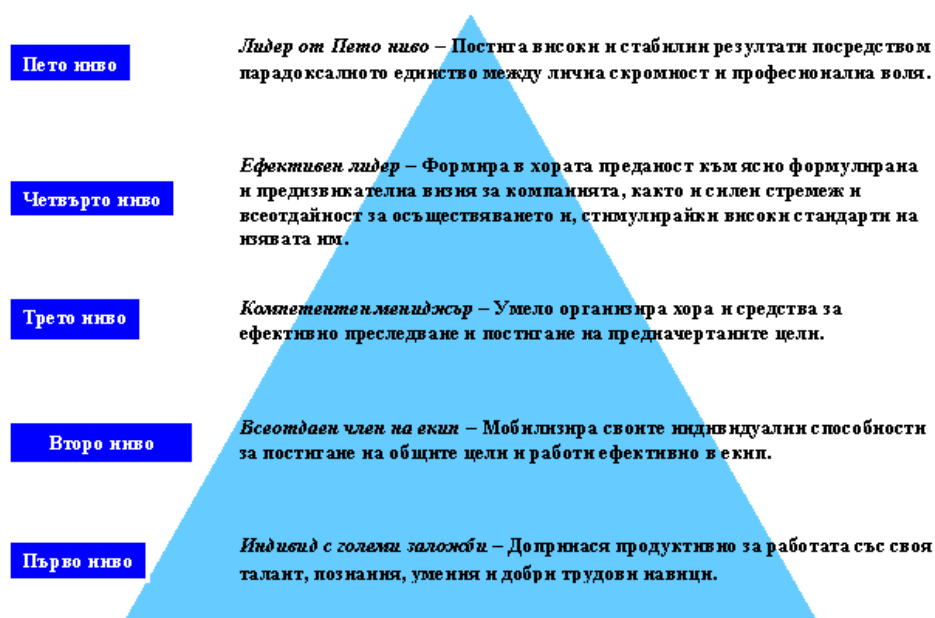 Пето ниво
Лидер от Пето ниво – Постига високи и стабилни резултати посредством
парадоксалното единство между лична скромност и професионална воля.
Четвърто ниво
Ефективен лидер – Формира в хората преданост към ясно формулирана
и предизвикателна визия за компанията, както и силен стремеж и
всеотдайност за осъществяването и, стимулирайки високи стандарти на
изявата им.
Трето ниво
Компетентен мениджър – Умело организира хора и средства за
ефективно преследване и постигане на предначертаните цели.
Второ ниво
Всеотдаен член на екип – Мобилизира своите индивидуални способности
за постигане на общите цели и работи ефективно в екип.
Първо ниво
Индивид с големи заложби – Допринася продуктивно за работата със своя
талант, познания, умения и добри трудови навици.